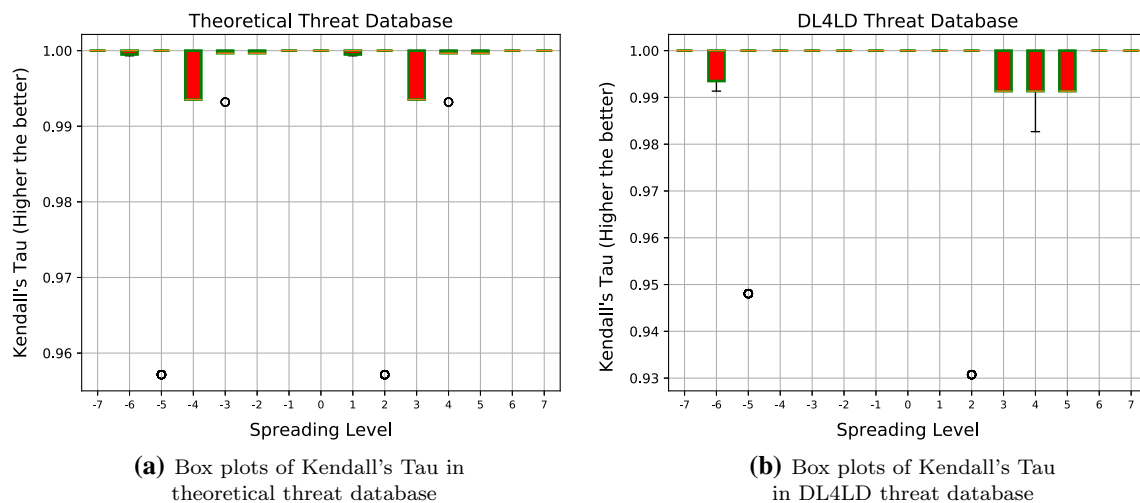 Theoretical Threat Database
Kendall's Tau (Higher the better)
1.00
0.99
0.98
0.97
0.96
-7 -6 -5 -4 -3 -2 -1 0 1 2 3 4 5 6 7
Spreading Level
(a) Box plots of Kendall's Tau in
theoretical threat database
DL4LD Threat Database
Kendall's Tau (Higher the better)
1.00
0.99
0.98
0.97
0.96
0.95
0.94
0.93
-7 -6 -5 -4 -3 -2 -1 0 1 2 3 4 5 6 7
Spreading Level
(b) Box plots of Kendall's Tau
in DL4LD threat database